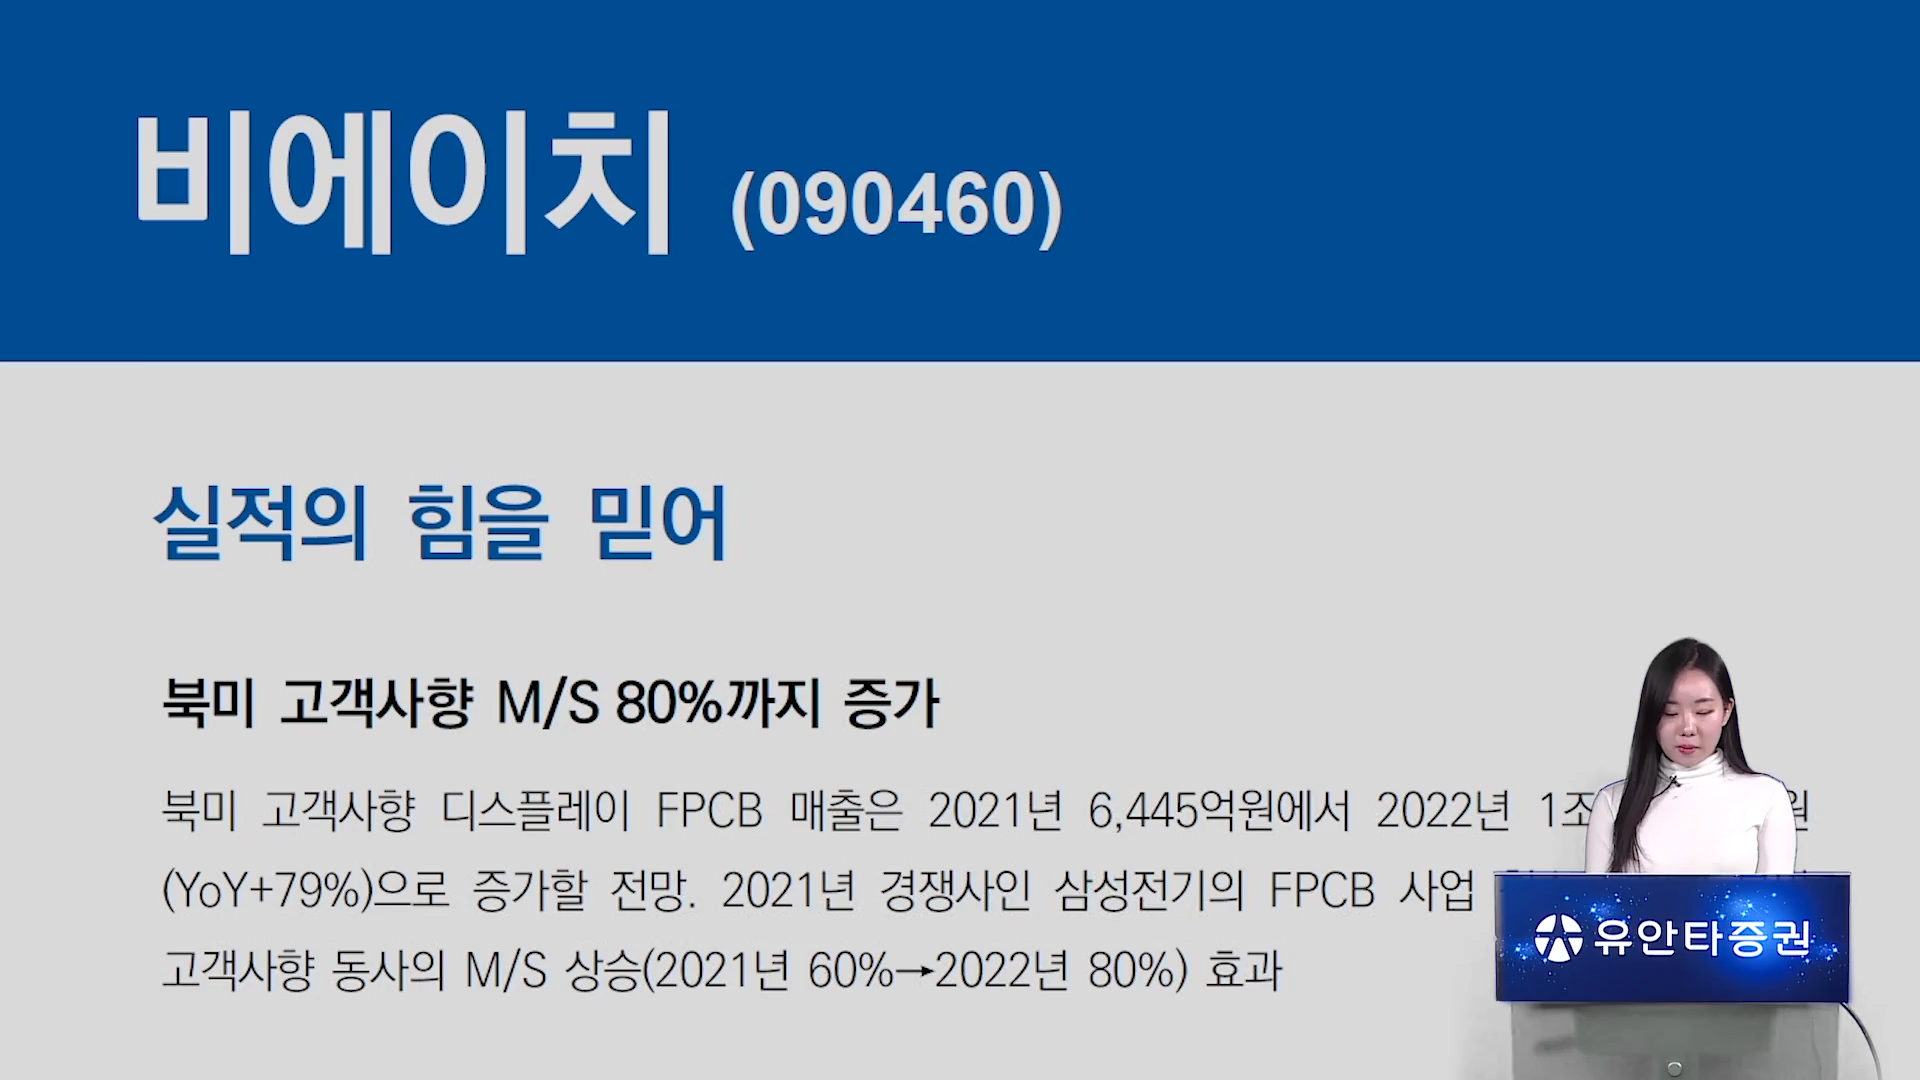 비에이치 (090460)
실적의 힘을 믿어
북미 고객사향 M/S 80%까지 증가
북미 고객사향 디스플레이 FPCB 매출은 2021년 6,445억원에서 2022년 1조
(YoY+79%)으로 증가할 전망. 2021년 경쟁사인 삼성전기의 FPCB 사업
고객사향 동사의 M/S 상승(2021년 60%→2022년 80%) 효과
유안타증권